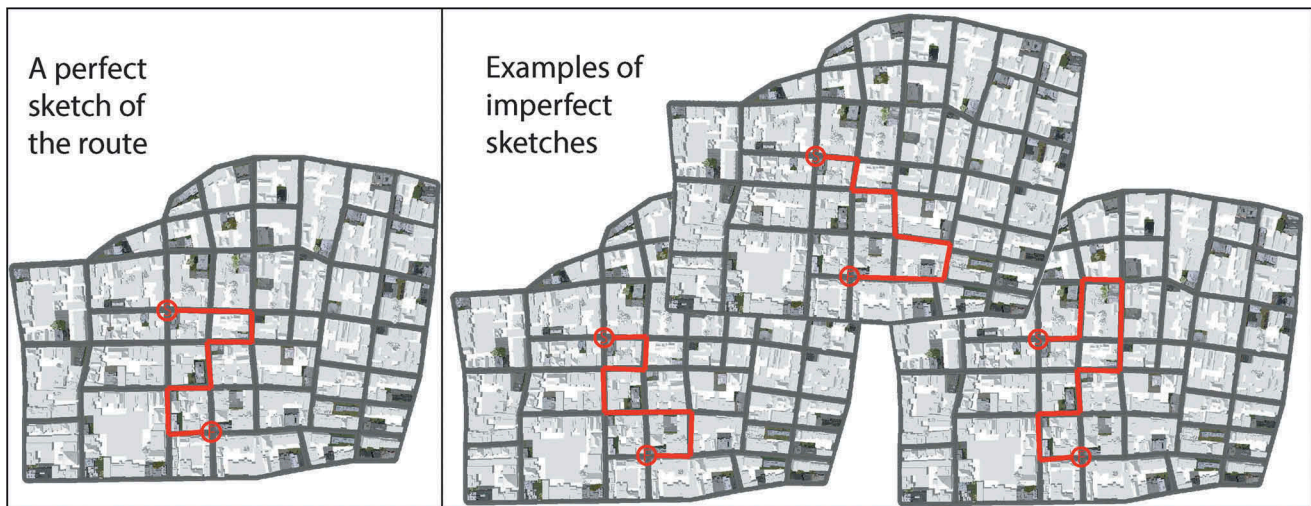 A perfect
sketch of
the route
Examples of
imperfect
sketches